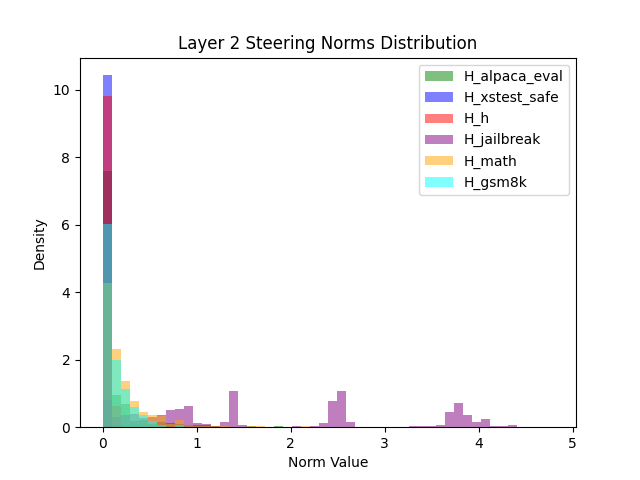 Layer 2 Steering Norms Distribution
H_alpaca_eval
H_xstest_safe
H_h
H_jailbreak
H_math
H_gsm8k
Density
10
8
6
4
2
0
0
1
2
3
4
5
Norm Value